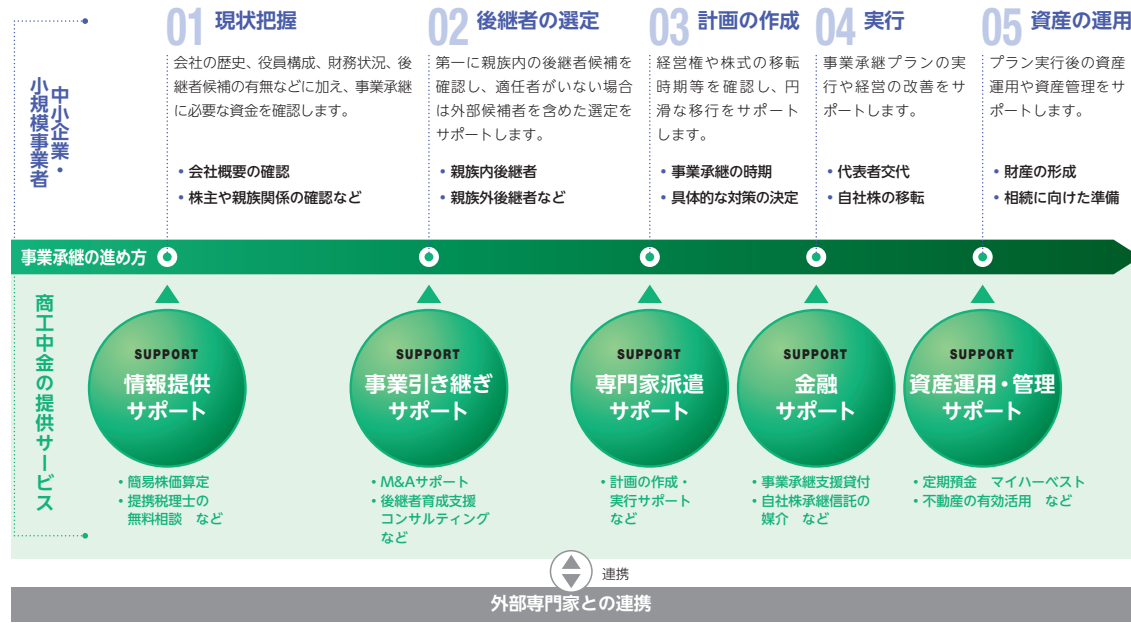 中小企業・
小規模事業者
01 現状把握
会社の歴史、役員構成、財務状況、後
継者候補の有無などに加え、事業承継
に必要な資金を確認します。
・会社概要の確認
・株主や親族関係の確認など
02 後継者の選定
第一に親族内の後継者候補を
確認し、適任者がいない場合
は外部候補者を含めた選定を
サポートします。
・親族内後継者
・親族外後継者など
03 計画の作成
経営権や株式の移転
時期等を確認し、円
滑な移行をサポート
します。
・事業承継の時期
・具体的な対策の決定
04 実行
事業承継プランの実
行や経営の改善をサ
ポートします。
・代表者交代
・自社株の移転
05 資産の運用
プラン実行後の資産
運用や資産管理をサ
ポートします。
・財産の形成
・相続に向けた準備
事業承継の進め方
商工中金の提供サービス
SUPPORT
情報提供
サポート
・簡易株価算定
・提携税理士の
無料相談　など
SUPPORT
事業引き継ぎ
サポート
・M&Aサポート
・後継者育成支援
コンサルティング
など
SUPPORT
専門家派遣
サポート
・計画の作成・
実行サポート
など
SUPPORT
金融
サポート
・事業承継支援貸付
・自社株承継信託の
媒介　など
SUPPORT
資産運用・管理
サポート
・定期預金　マイハーベスト
・不動産の有効活用　など
連携
外部専門家との連携